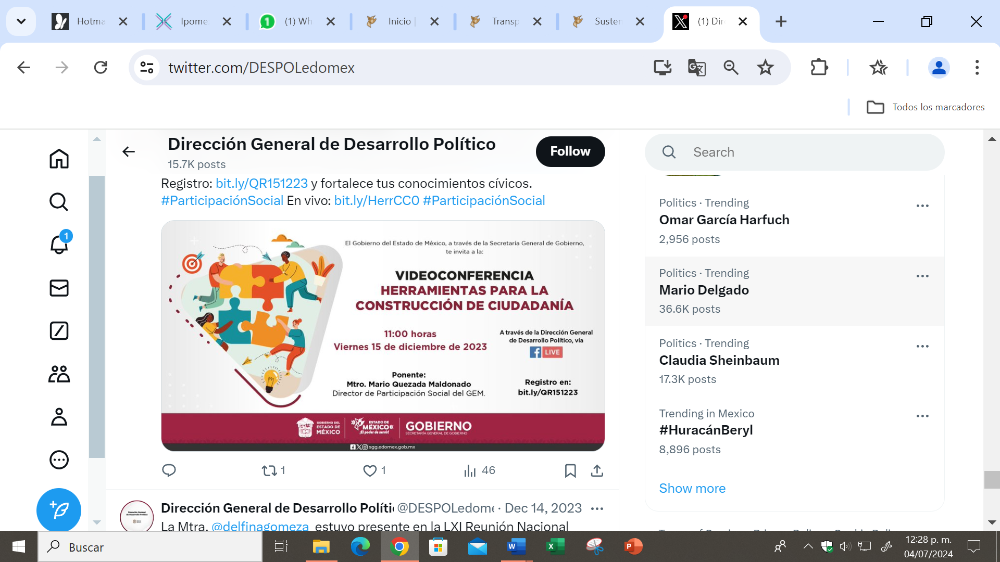 Hotma
Ipome
(1) Wh
Inicio |
Transp
Susten
(1) Dir
twitter.com/DESPOLedomex
Todos los marcadores
Dirección General de Desarrollo Político
15.7K posts
Follow
Search
Registro: bit.ly/QR151223 y fortalece tus conocimientos cívicos.
#ParticipaciónSocial En vivo: bit.ly/HerrCC0 #ParticipaciónSocial
El Gobierno del Estado de México, a través de la Secretaría General de Gobierno,
te invita a la:
VIDEOCONFERENCIA
HERRAMIENTAS PARA LA
CONSTRUCCIÓN DE CIUDADANÍA
11:00 horas
Viernes 15 de diciembre de 2023
A través de la Dirección General
de Desarrollo Político, vía
LIVE
Ponente:
Mtro. Mario Quezada Maldonado
Director de Participación Social del GEM.
Registro en:
bit.ly/QR151223
GOBIERNO DEL
ESTADO DE
MÉXICO
ESTADO DE
MÉXICO
¡El poder de servir!
GOBIERNO
SECRETARÍA GENERAL DE GOBIERNO
sgg.edomex.gob.mx
1
1
46
Dirección General de Desarrollo Políti @DESPOLedome · Dec 14, 2023
La Mtra. @delfinagomeza estuvo presente en la LXI Reunión Nacional
Politics · Trending
Omar García Harfuch
2,956 posts
Politics · Trending
Mario Delgado
36.6K posts
Politics · Trending
Claudia Sheinbaum
17.3K posts
Trending in Mexico
#HuracánBeryl
8,896 posts
Show more
1
Buscar
12:28 p. m.
04/07/2024